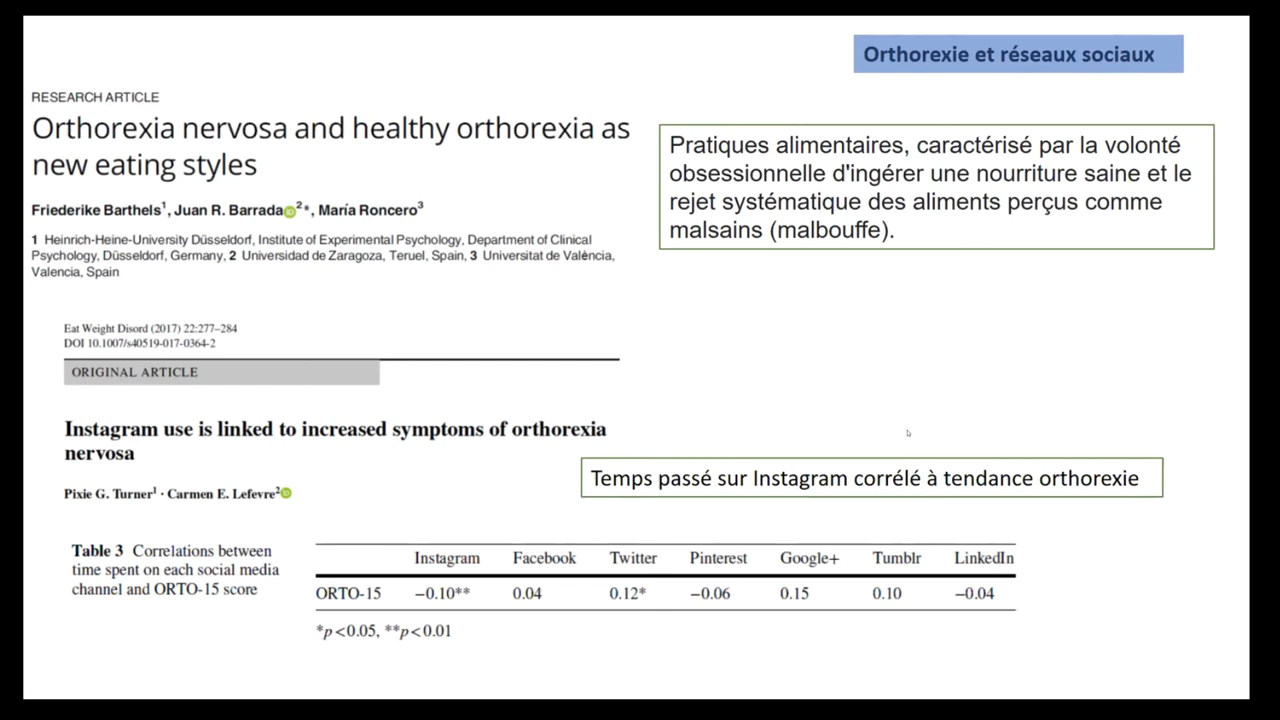 Orthorexie et réseaux sociaux
RESEARCH ARTICLE
Orthorexia nervosa and healthy orthorexia as
new eating styles
Friederike Barthels1, Juan R. Barrada2*, María Roncero3
1 Heinrich-Heine-University Düsseldorf, Institute of Experimental Psychology, Department of Clinical
Psychology, Düsseldorf, Germany, 2 Universidad de Zaragoza, Teruel, Spain, 3 Universitat de València,
Valencia, Spain
Pratiques alimentaires, caractérisé par la volonté
obsessionnelle d'ingérer une nourriture saine et le
rejet systématique des aliments perçus comme
malsains (malbouffe).
Eat Weight Disord (2017) 22:277–284
DOI 10.1007/s40519-017-0364-2
ORIGINAL ARTICLE
Instagram use is linked to increased symptoms of orthorexia
nervosa
Pixie G. Turner1 · Carmen E. Lefevre2
Temps passé sur Instagram corrélé à tendance orthorexie
Table 3 Correlations between
time spent on each social media
channel and ORTO-15 score
Instagram Facebook Twitter Pinterest Google+ Tumblr LinkedIn
ORTO-15 −0.10** 0.04 0.12* −0.06 0.15 0.10 −0.04
*p<0.05, **p<0.01